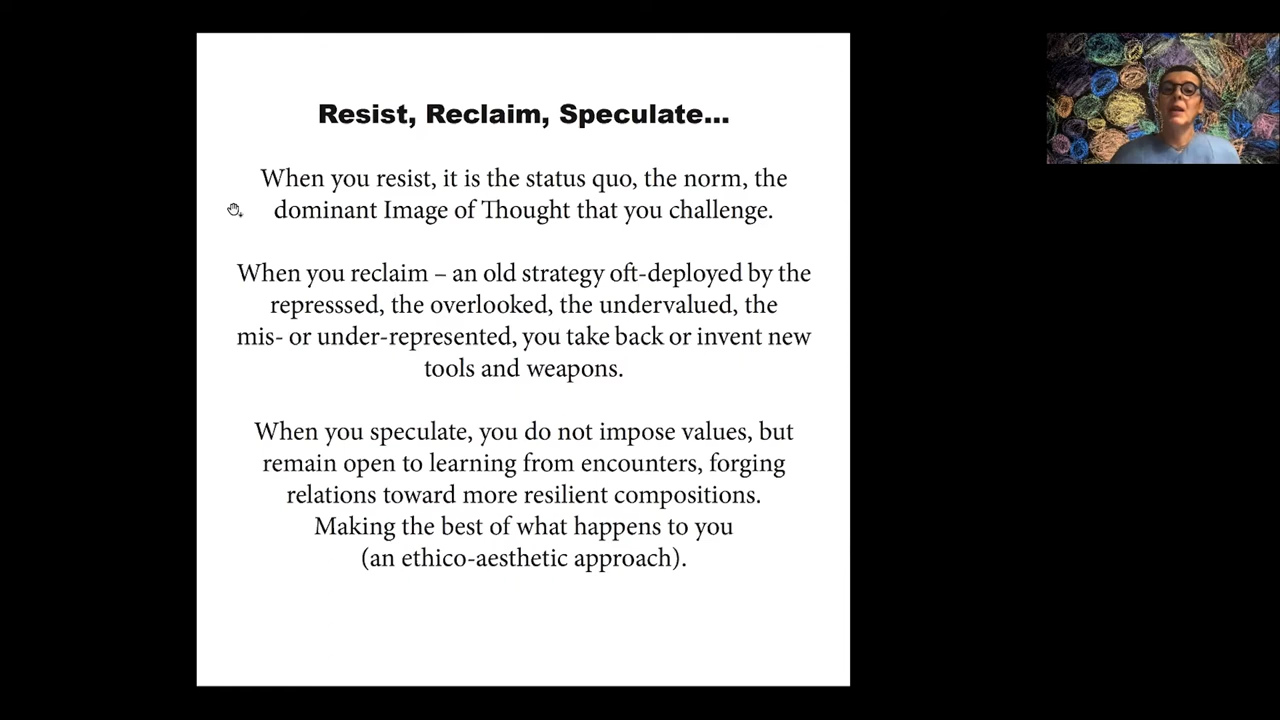 Resist, Reclaim, Speculate...
When you resist, it is the status quo, the norm, the
dominant Image of Thought that you challenge.
When you reclaim – an old strategy oft-deployed by the
represssed, the overlooked, the undervalued, the
mis- or under-represented, you take back or invent new
tools and weapons.
When you speculate, you do not impose values, but
remain open to learning from encounters, forging
relations toward more resilient compositions.
Making the best of what happens to you
(an ethico-aesthetic approach).